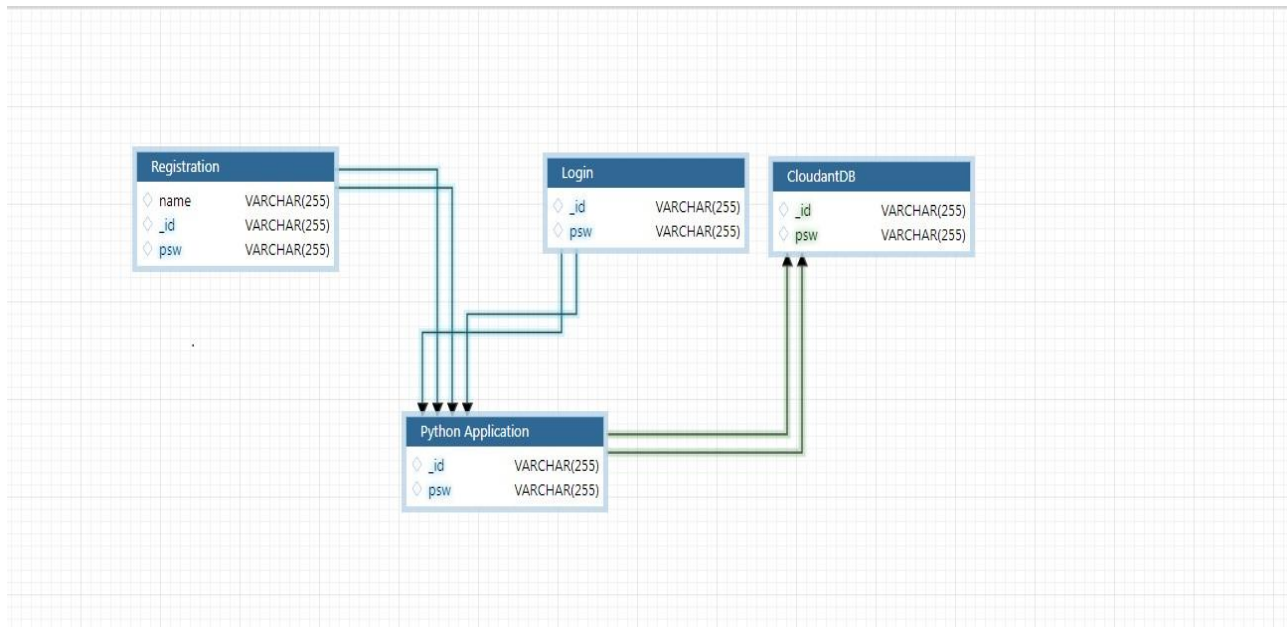 Registration
name VARCHAR(255)
_id VARCHAR(255)
psw VARCHAR(255)
Login
_id VARCHAR(255)
psw VARCHAR(255)
CloudantDB
_id VARCHAR(255)
psw VARCHAR(255)
Python Application
_id VARCHAR(255)
psw VARCHAR(255)